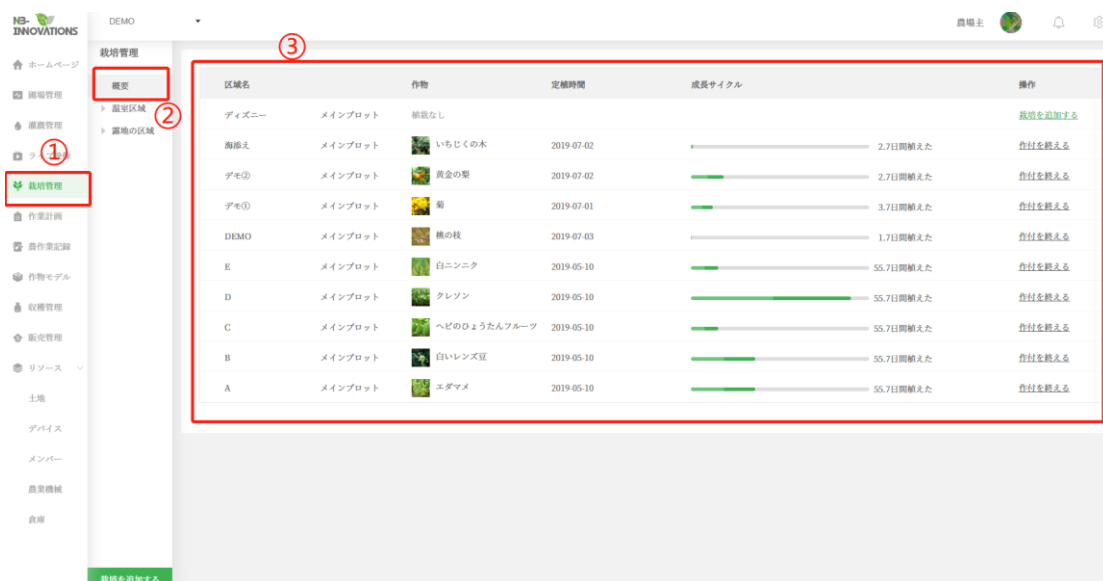 NB-
INNOVATIONS
DEMO
農場主
ホームページ
圃場管理
灌漑管理
栽培管理
作業計画
農作業記録
作物モデル
収穫管理
販売管理
リソース
土地
デバイス
メンバー
農業機械
倉庫
①
栽培管理
概要
温室区域
露地の区域
②
栽培を追加する
③
区域名 作物 定植時間 成長サイクル 操作
ディズニー メインプロット 植栽なし 栽培を追加する
海添え メインプロット いちじくの木 2019-07-02 2.7日間植えた 作付を終える
デモ② メインプロット 黄金の梨 2019-07-02 2.7日間植えた 作付を終える
デモ① メインプロット 菊 2019-07-01 3.7日間植えた 作付を終える
DEMO メインプロット 桃の枝 2019-07-03 1.7日間植えた 作付を終える
E メインプロット 白ニンニク 2019-05-10 55.7日間植えた 作付を終える
D メインプロット クレソン 2019-05-10 55.7日間植えた 作付を終える
C メインプロット ヘビのひょうたんフルーツ 2019-05-10 55.7日間植えた 作付を終える
B メインプロット 白いレンズ豆 2019-05-10 55.7日間植えた 作付を終える
A メインプロット エダマメ 2019-05-10 55.7日間植えた 作付を終える